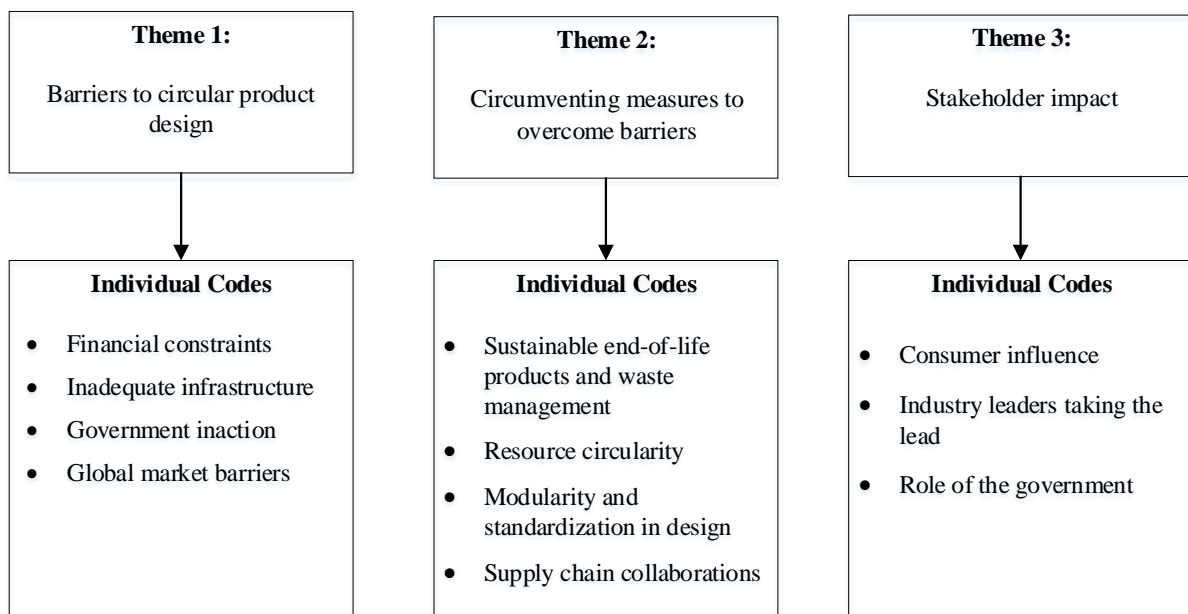 Theme 1:
Barriers to circular product
design
Theme 2:
Circumventing measures to
overcome barriers
Theme 3:
Stakeholder impact
Individual Codes
• Financial constraints
• Inadequate infrastructure
• Government inaction
• Global market barriers
Individual Codes
• Sustainable end-of-life
products and waste
management
• Resource circularity
• Modularity and
standardization in design
• Supply chain collaborations
Individual Codes
• Consumer influence
• Industry leaders taking the
lead
• Role of the government